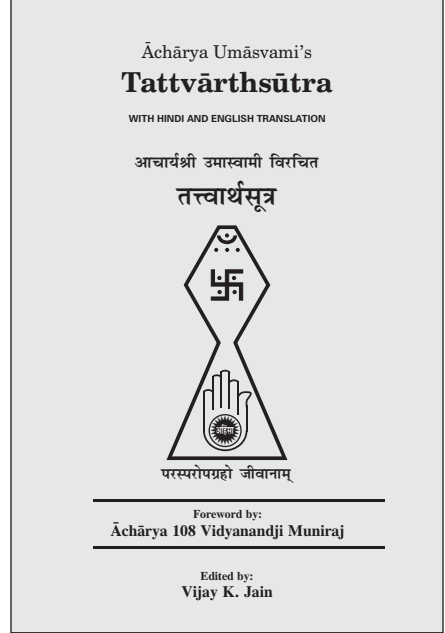 Āchārya Umāsvami's
Tattvārthsūtra
WITH HINDI AND ENGLISH TRANSLATION
आचार्यश्री उमास्वामी विरचित
तत्त्वार्थसूत्र
अहिंसा
परस्परोपग्रहो जीवानाम्
Foreword by:
Āchārya 108 Vidyanandji Muniraj
Edited by:
Vijay K. Jain